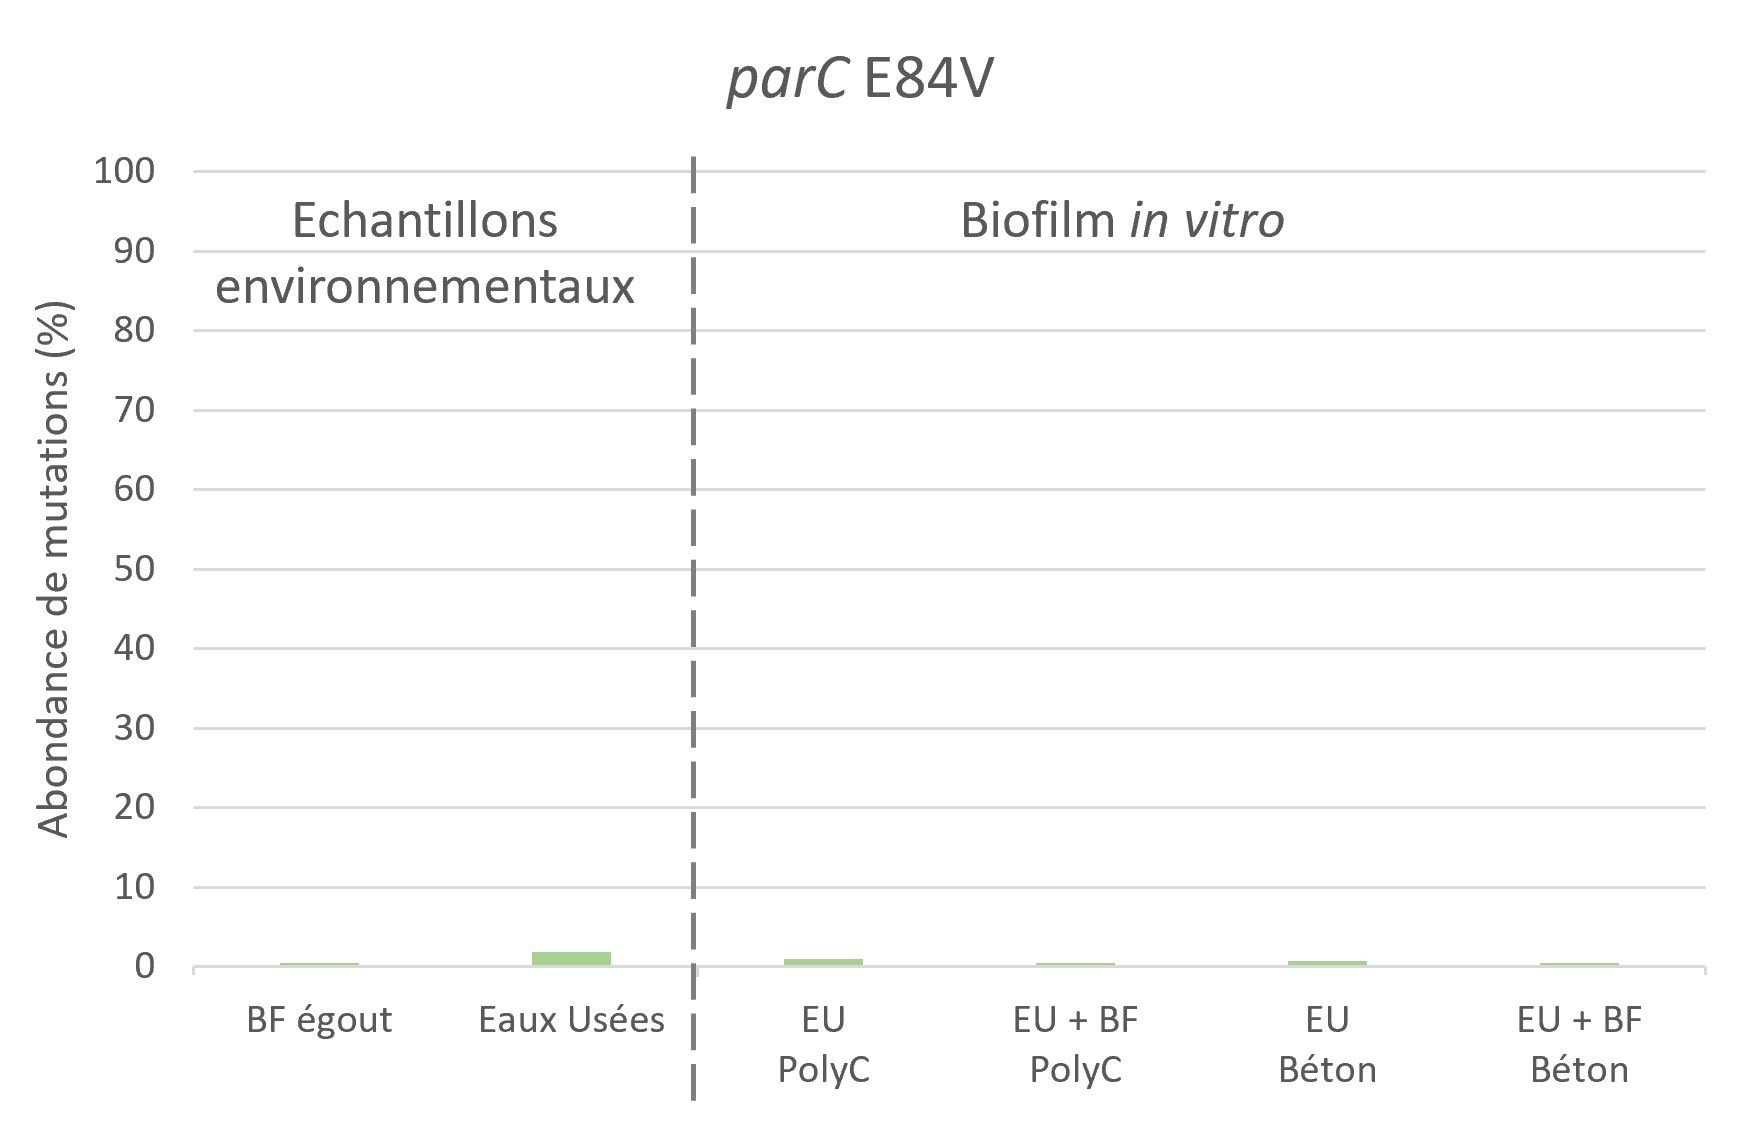 parC E84V
100
90
80
70
60
50
40
30
20
10
0
Abondance de mutations (%)
Echantillons
environnementaux
Biofilm in vitro
BF égout
Eaux Usées
EU
PolyC
EU + BF
PolyC
EU
Béton
EU + BF
Béton